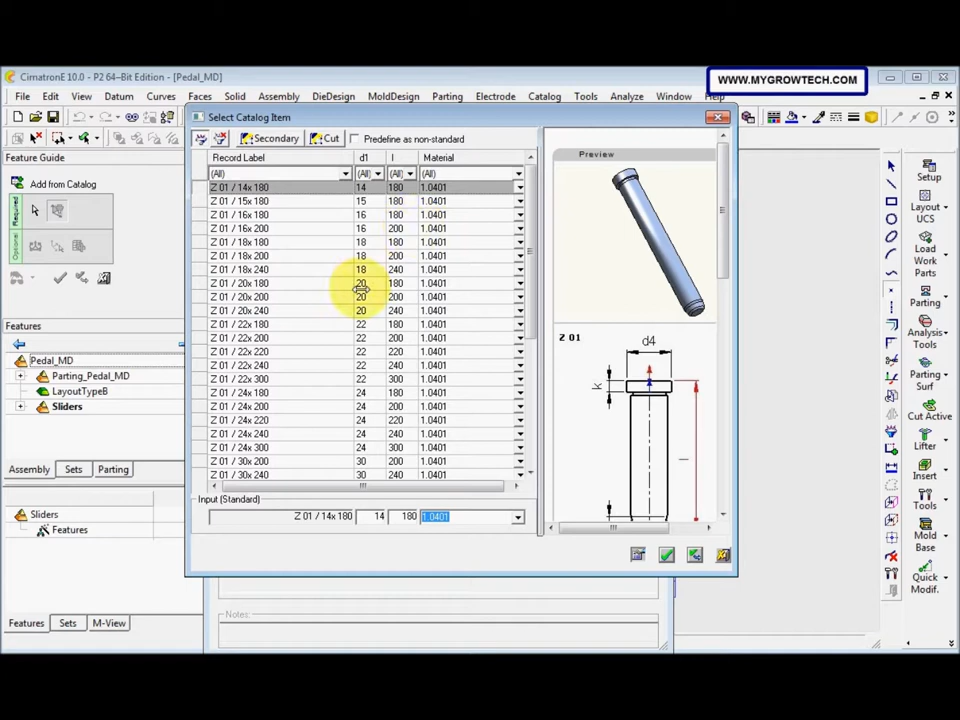 CimatronE 10.0 - P2 64-Bit Edition - [Pedal_MD]
WWW.MYGROWTECH.COM
File Edit View Datum Curves Faces Solid Assembly DieDesign MoldDesign Parting Electrode Catalog Tools Analyze Window Help
Select Catalog Item
Secondary Cut Predefine as non-standard
Feature Guide
Add from Catalog
Required
Optional
Record Label d1 l Material
(All) (All) (All) (All)
Z 01 / 14x 180 14 180 1.0401
Z 01 / 15x 180 15 180 1.0401
Z 01 / 16x 180 16 180 1.0401
Z 01 / 16x 200 16 200 1.0401
Z 01 / 18x 180 18 180 1.0401
Z 01 / 18x 200 18 200 1.0401
Z 01 / 18x 240 18 240 1.0401
Z 01 / 20x 180 20 180 1.0401
Z 01 / 20x 200 20 200 1.0401
Z 01 / 20x 240 20 240 1.0401
Z 01 / 22x 180 22 180 1.0401
Z 01 / 22x 200 22 200 1.0401
Z 01 / 22x 220 22 220 1.0401
Z 01 / 22x 240 22 240 1.0401
Z 01 / 22x 300 22 300 1.0401
Z 01 / 24x 180 24 180 1.0401
Z 01 / 24x 200 24 200 1.0401
Z 01 / 24x 220 24 220 1.0401
Z 01 / 24x 240 24 240 1.0401
Z 01 / 24x 300 24 300 1.0401
Z 01 / 30x 200 30 200 1.0401
Z 01 / 30x 240 30 240 1.0401
Input (Standard)
Z 01 / 14x 180 14 180 1.0401
Preview
Z 01
d4
k
l
Features
Pedal_MD
Parting_Pedal_MD
LayoutTypeB
Sliders
Assembly Sets Parting
Sliders
Features
Features Sets M-View
Notes:
Setup
Layout
UCS
Load
Works
Parting
Analysis
Tools
Parting
Surf
Cut Active
Lifter
Insert
Tools
Mold
Base
Quick
Modif.